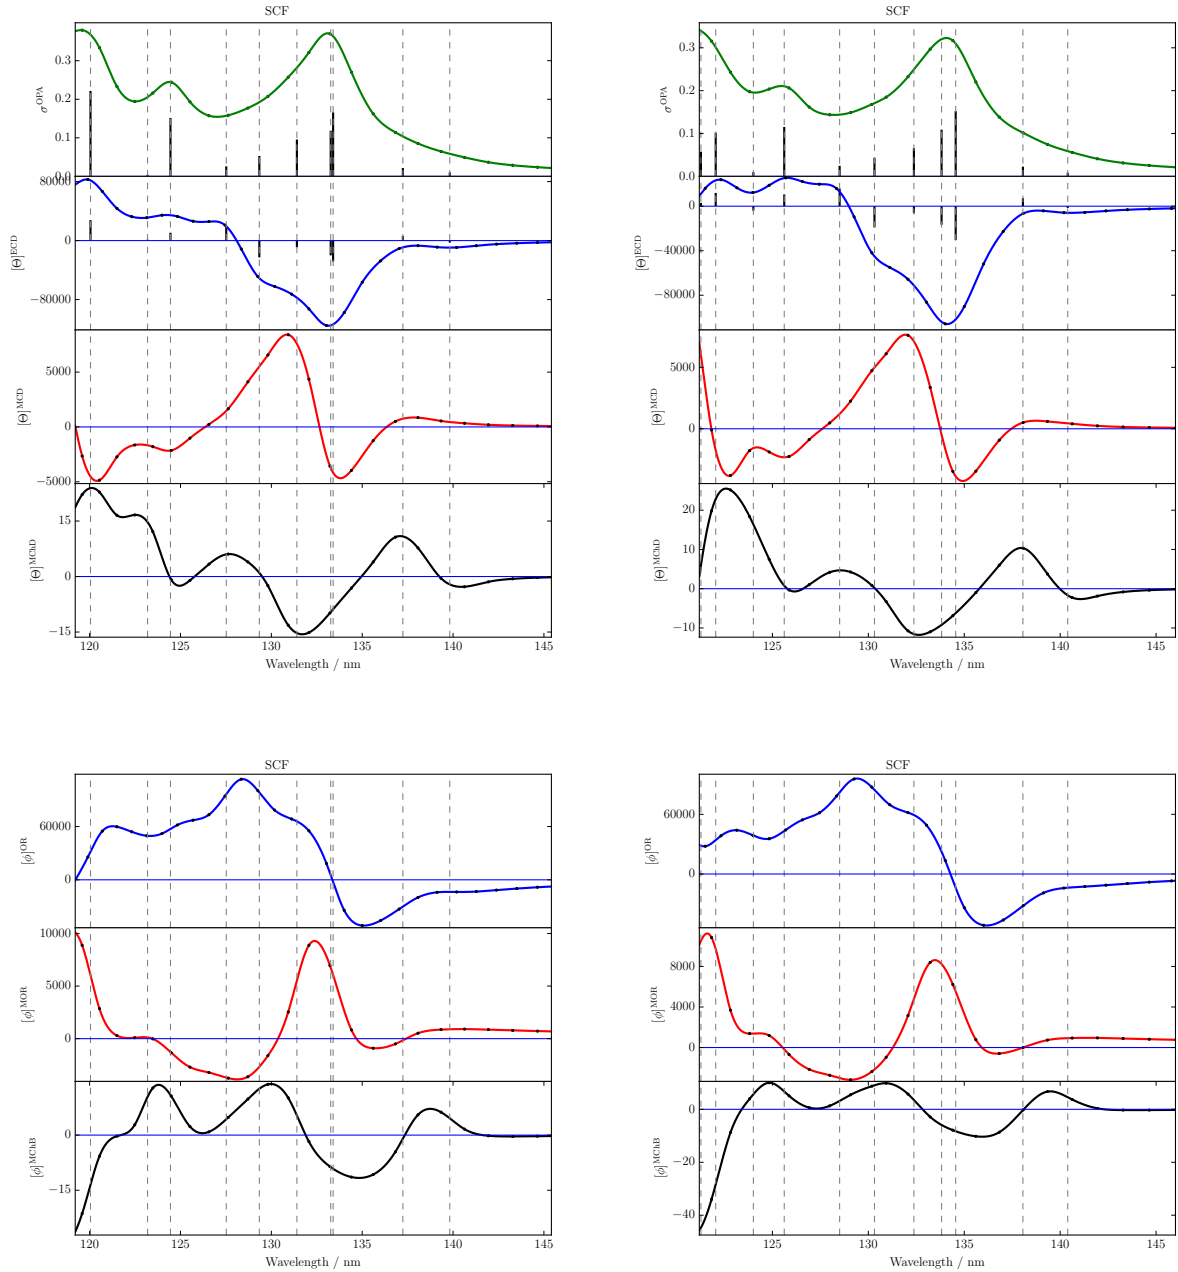 SCF
0.3
0.2
0.1
0.0
σ^OPA
80000
0
−80000
[Θ]^ECD
5000
0
−5000
[Θ]^MCD
15
0
−15
[Θ]^MChD
120 125 130 135 140 145
Wavelength / nm
SCF
0.3
0.2
0.1
0.0
σ^OPA
0
−40000
−80000
[Θ]^ECD
5000
0
[Θ]^MCD
20
10
0
−10
[Θ]^MChD
125 130 135 140 145
Wavelength / nm
SCF
60000
0
[ϕ]^OR
10000
5000
0
[ϕ]^MOR
0
−15
[ϕ]^MChB
120 125 130 135 140 145
Wavelength / nm
SCF
60000
0
[ϕ]^OR
8000
4000
0
[ϕ]^MOR
0
−20
−40
[ϕ]^MChB
125 130 135 140 145
Wavelength / nm